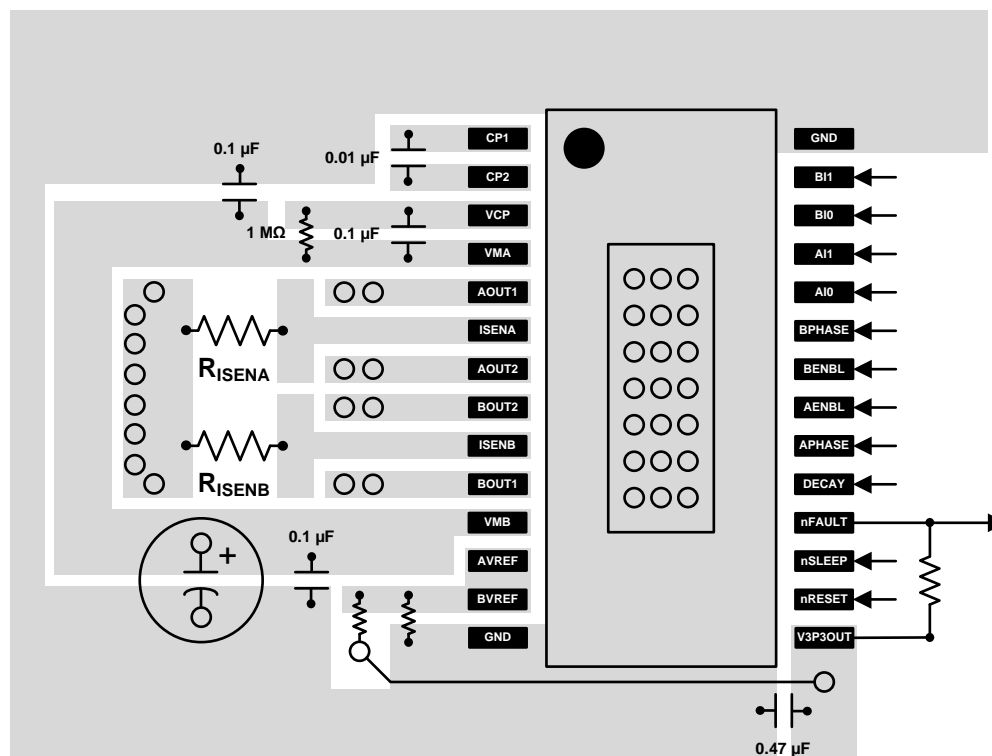 CP1
GND
0.1 µF
0.01 µF
CP2
BI1
VCP
BI0
1 MΩ
0.1 µF
VMA
AI1
AOUT1
AI0
ISENA
BPHASE
RISENA
AOUT2
BENBL
BOUT2
AENBL
ISENB
APHASE
RISENB
BOUT1
DECAY
VMB
nFAULT
0.1 µF
+
AVREF
nSLEEP
BVREF
nRESET
GND
V3P3OUT
0.47 µF